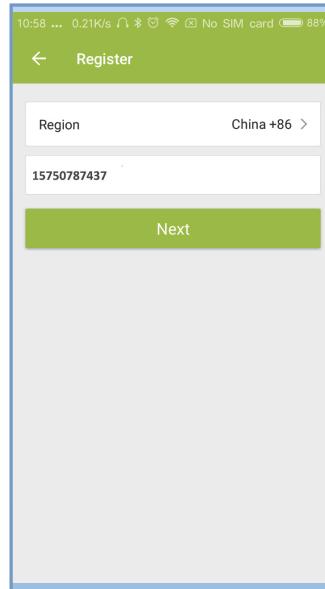 10:58 ... 0.21K/s No SIM card 88%
Register
Region China +86
15750787437
Next